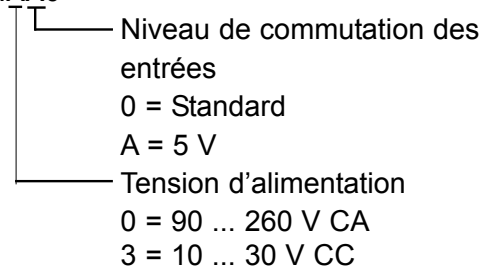 Niveau de commutation des
entrées
0 = Standard
A = 5 V
Tension d’alimentation
0 = 90 ... 260 V CA
3 = 10 ... 30 V CC